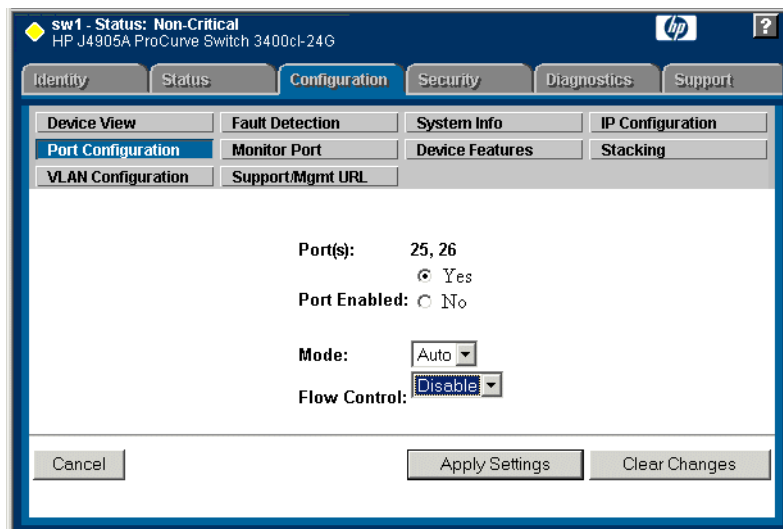 sw1 - Status: Non-Critical
HP J4905A ProCurve Switch 3400cl-24G
hp
?
Identity Status Configuration Security Diagnostics Support
Device View Fault Detection System Info IP Configuration
Port Configuration Monitor Port Device Features Stacking
VLAN Configuration Support/Mgmt URL
Port(s): 25, 26
Yes
Port Enabled: No
Mode: Auto
Flow Control: Disable
Cancel Apply Settings Clear Changes